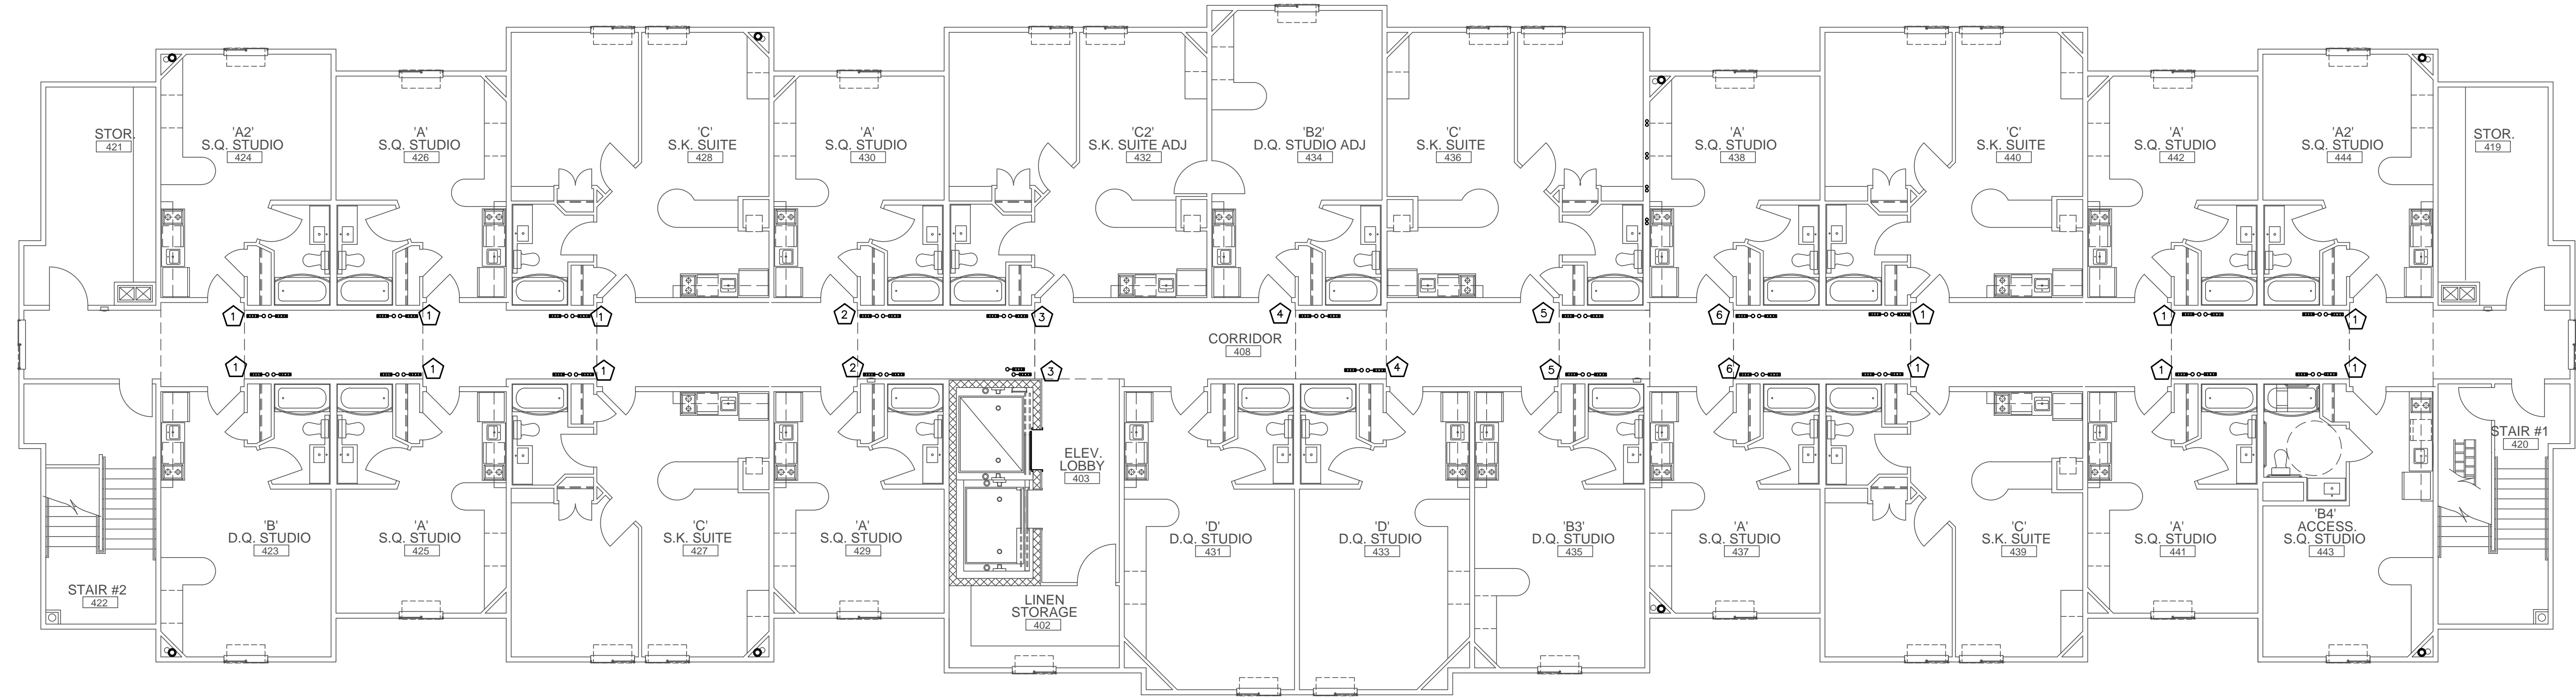 STOR.
421
'A2'
S.Q. STUDIO
424
'A'
S.Q. STUDIO
426
'C'
S.K. SUITE
428
'A'
S.Q. STUDIO
430
'C2'
S.K. SUITE ADJ
432
'B2'
D.Q. STUDIO ADJ
434
'C'
S.K. SUITE
436
'A'
S.Q. STUDIO
438
'C'
S.K. SUITE
440
'A'
S.Q. STUDIO
442
'A2'
S.Q. STUDIO
444
STOR.
419
1
1
1
2
3
4
5
6
1
1
1
CORRIDOR
408
1
1
1
2
3
4
5
6
1
1
1
STAIR #2
422
'B'
D.Q. STUDIO
423
'A'
S.Q. STUDIO
425
'C'
S.K. SUITE
427
'A'
S.Q. STUDIO
429
ELEV.
LOBBY
403
LINEN
STORAGE
402
'D'
D.Q. STUDIO
431
'D'
D.Q. STUDIO
433
'B3'
D.Q. STUDIO
435
'A'
S.Q. STUDIO
437
'C'
S.K. SUITE
439
'A'
S.Q. STUDIO
441
'B4'
ACCESS.
S.Q. STUDIO
443
STAIR #1
420